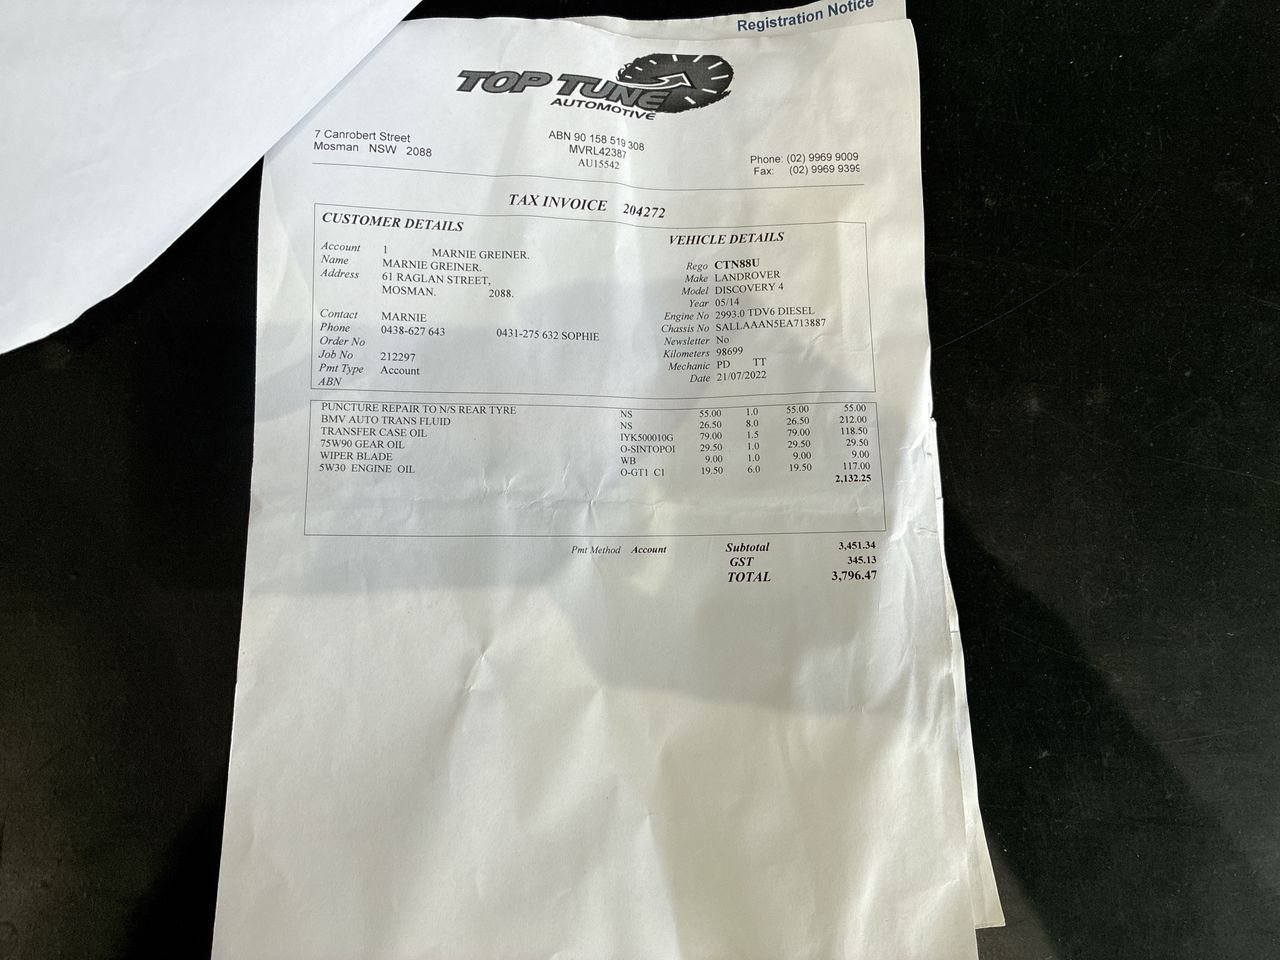 Registration Notice
TOP TUNE
AUTOMOTIVE
7 Canrobert Street
Mosman NSW 2088
ABN 90 158 519 308
MVRL42387
AU15542
Phone: (02) 9969 9009
Fax: (02) 9969 9399
TAX INVOICE 204272
CUSTOMER DETAILS
Account 1 MARNIE GREINER.
Name MARNIE GREINER.
Address 61 RAGLAN STREET,
MOSMAN. 2088.
Contact MARNIE
Phone 0438-627 643 0431-275 632 SOPHIE
Order No
Job No 212297
Pmt Type Account
ABN
VEHICLE DETAILS
Rego CTN88U
Make LANDROVER
Model DISCOVERY 4
Year 05/14
Engine No 2993.0 TDV6 DIESEL
Chassis No SALLAAAN5EA713887
Newsletter No
Kilometers 98699
Mechanic PD TT
Date 21/07/2022
PUNCTURE REPAIR TO N/S REAR TYRE NS 55.00 1.0 55.00 55.00
BMV AUTO TRANS FLUID NS 26.50 8.0 26.50 212.00
TRANSFER CASE OIL IYK500010G 79.00 1.5 79.00 118.50
75W90 GEAR OIL O-SINTOPOI 29.50 1.0 29.50 29.50
WIPER BLADE WB 9.00 1.0 9.00 9.00
5W30 ENGINE OIL O-GT1 C1 19.50 6.0 19.50 117.00
2,132.25
Pmt Method Account
Subtotal 3,451.34
GST 345.13
TOTAL 3,796.47